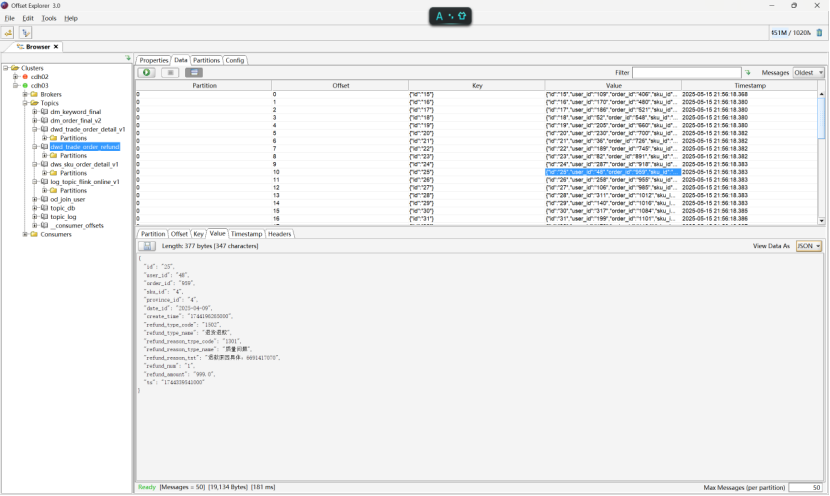 Offset Explorer 3.0
File Edit Tools Help
151M / 1020M
Browser
Clusters
cdh02
cdh03
Brokers
Topics
dm_keyword_final
dm_order_final_v2
dwd_trade_order_detail_v1
Partitions
dwd_trade_order_refund
Partitions
dws_sku_order_detail_v1
Partitions
log_topic_flink_online_v1
Partitions
od_join_user
topic_db
topic_log
__consumer_offsets
Consumers
Properties Data Partitions Config
Filter Messages Oldest
Partition Offset Key Value Timestamp
0 0 {"id":"15"} {"id":"15","user_id":"109","order_id":"406","sku_id"... 2025-05-15 21:56:18.368
0 1 {"id":"16"} {"id":"16","user_id":"170","order_id":"480","sku_id"... 2025-05-15 21:56:18.380
0 2 {"id":"17"} {"id":"17","user_id":"186","order_id":"521","sku_id"... 2025-05-15 21:56:18.380
0 3 {"id":"18"} {"id":"18","user_id":"52","order_id":"548","sku_id":... 2025-05-15 21:56:18.380
0 4 {"id":"19"} {"id":"19","user_id":"205","order_id":"660","sku_id"... 2025-05-15 21:56:18.380
0 5 {"id":"20"} {"id":"20","user_id":"230","order_id":"700","sku_id"... 2025-05-15 21:56:18.382
0 6 {"id":"21"} {"id":"21","user_id":"36","order_id":"726","sku_id":... 2025-05-15 21:56:18.382
0 7 {"id":"22"} {"id":"22","user_id":"189","order_id":"745","sku_id"... 2025-05-15 21:56:18.382
0 8 {"id":"23"} {"id":"23","user_id":"82","order_id":"891","sku_id":... 2025-05-15 21:56:18.382
0 9 {"id":"24"} {"id":"24","user_id":"287","order_id":"918","sku_id"... 2025-05-15 21:56:18.383
0 10 {"id":"25"} {"id":"25","user_id":"48","order_id":"959","sku_id":"... 2025-05-15 21:56:18.383
0 11 {"id":"26"} {"id":"26","user_id":"258","order_id":"955","sku_id"... 2025-05-15 21:56:18.383
0 12 {"id":"27"} {"id":"27","user_id":"106","order_id":"985","sku_id"... 2025-05-15 21:56:18.383
0 13 {"id":"28"} {"id":"28","user_id":"311","order_id":"1012","sku_i... 2025-05-15 21:56:18.383
0 14 {"id":"29"} {"id":"29","user_id":"140","order_id":"1016","sku_i... 2025-05-15 21:56:18.383
0 15 {"id":"30"} {"id":"30","user_id":"317","order_id":"1084","sku_i... 2025-05-15 21:56:18.385
0 16 {"id":"31"} {"id":"31","user_id":"199","order_id":"1101","sku_i... 2025-05-15 21:56:18.386
Partition Offset Key Value Timestamp Headers
Length: 377 bytes [347 characters] View Data As JSON
{
"id": "25",
"user_id": "48",
"order_id": "959",
"sku_id": "4",
"province_id": "4",
"date_id": "2025-04-09",
"create_time": "1744198263000",
"refund_type_code": "1502",
"refund_type_name": "退货退款",
"refund_reason_type_code": "1301",
"refund_reason_type_name": "质量问题",
"refund_reason_txt": "退款原因具体：6691417070",
"refund_num": "1",
"refund_amount": "999.0",
"ts": "1744339841000"
}
Ready [Messages = 50] [19,134 Bytes] [181 ms] Max Messages (per partition) 50